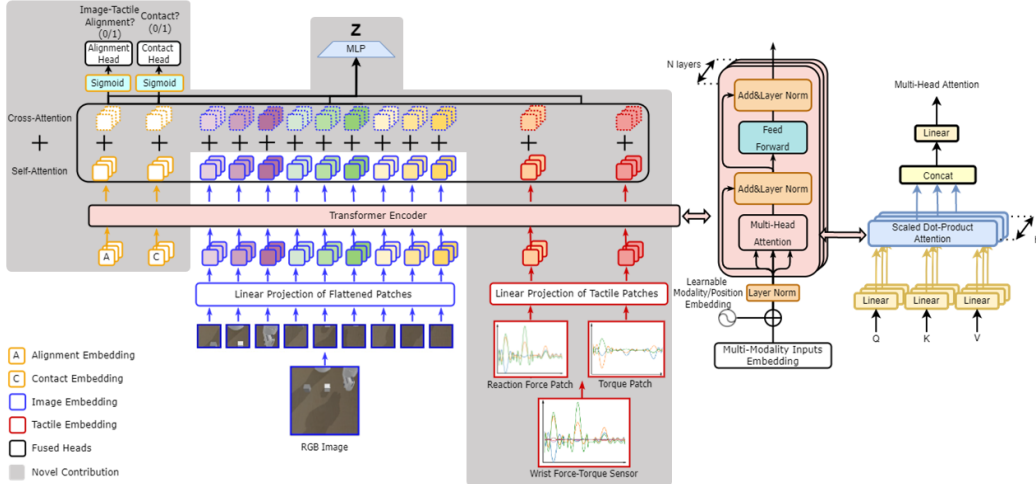 Image-Tactile
Alignment?
(0/1)
Contact?
(0/1)
Alignment
Head
Contact
Head
Sigmoid
Sigmoid
Z
MLP
Cross-Attention
+
+ + + + + + + + + + + + +
Self-Attention
Transformer Encoder
A
C
Linear Projection of Flattened Patches
Linear Projection of Tactile Patches
Reaction Force Patch
Torque Patch
RGB Image
Wrist Force-Torque Sensor
A Alignment Embedding
C Contact Embedding
Image Embedding
Tactile Embedding
Fused Heads
Novel Contribution
N layers
Add&Layer Norm
Feed
Forward
Add&Layer Norm
Multi-Head
Attention
Learnable
Modality/Position
Embedding
Layer Norm
Multi-Modality Inputs
Embedding
Multi-Head Attention
Linear
Concat
Scaled Dot-Product
Attention
Linear
Linear
Linear
Q
K
V